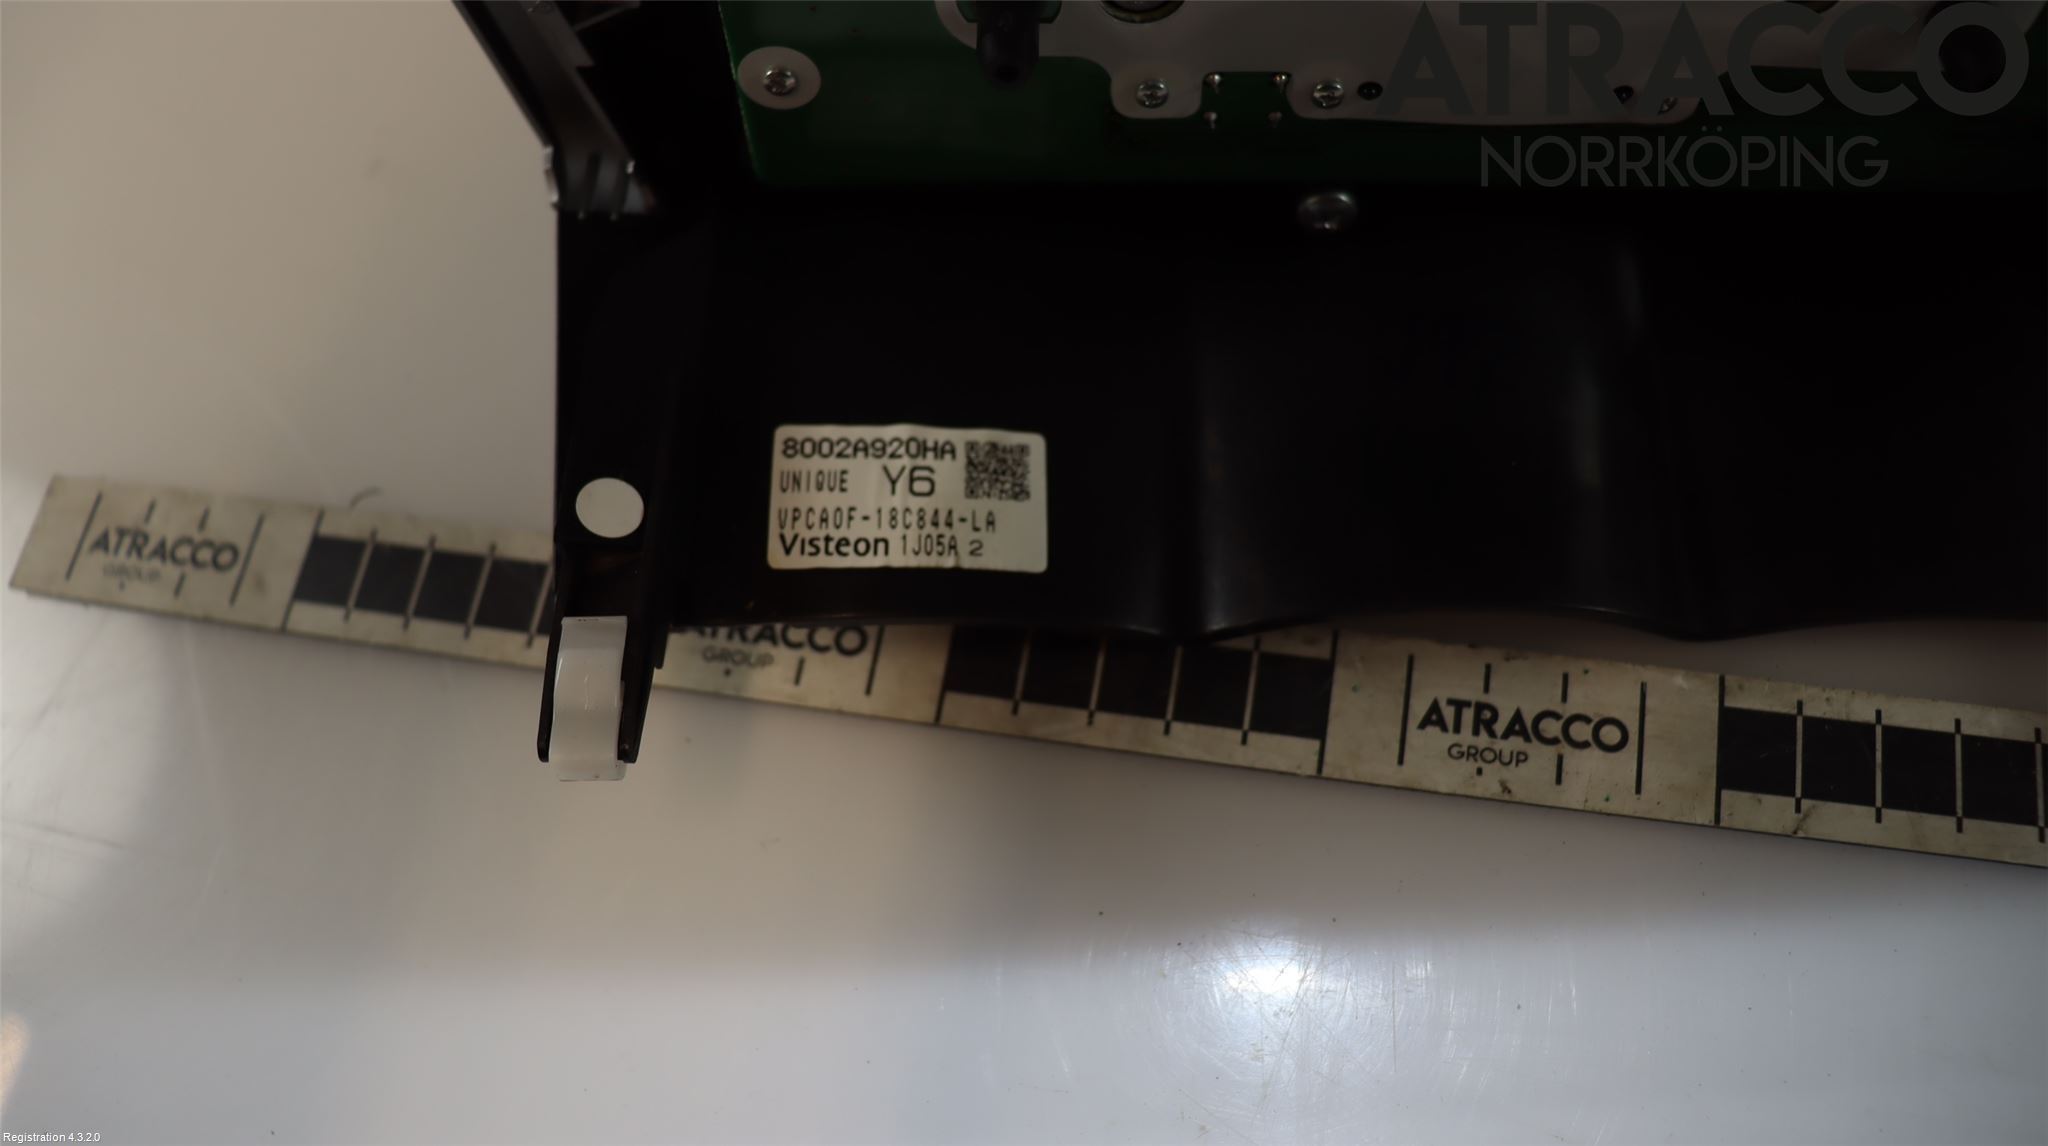 ATRACCO
NORRKÖPING
8002A920HA
UNIQUE Y6
VPCA0F-18C844-LA
Visteon 1J05A 2
ATRACCO
GROUP
ATRACCO
GROUP
ATRACCO
GROUP
Registration 4.3.2.0